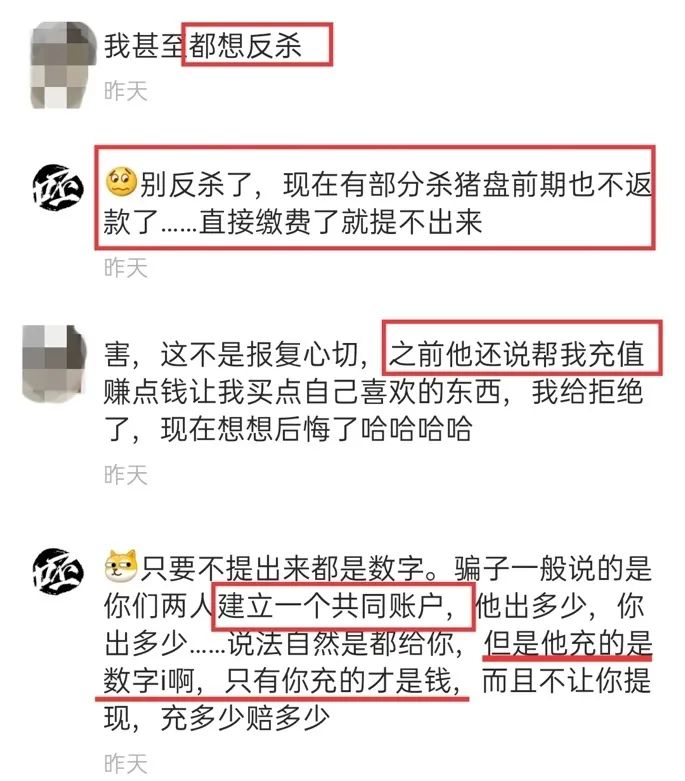 我甚至都想反杀
昨天
别反杀了，现在有部分杀猪盘前期也不返
款了……直接缴费了就提不出来
昨天
害，这不是报复心切，之前他还说帮我充值
赚点钱让我买点自己喜欢的东西，我给拒绝
了，现在想想后悔了哈哈哈哈
昨天
只要不提出来都是数字。骗子一般说的是
你们两人建立一个共同账户，他出多少，你
出多少……说法自然是都给你，但是他充的是
数字i啊，只有你充的才是钱，而且不让你提
现，充多少赔多少
昨天